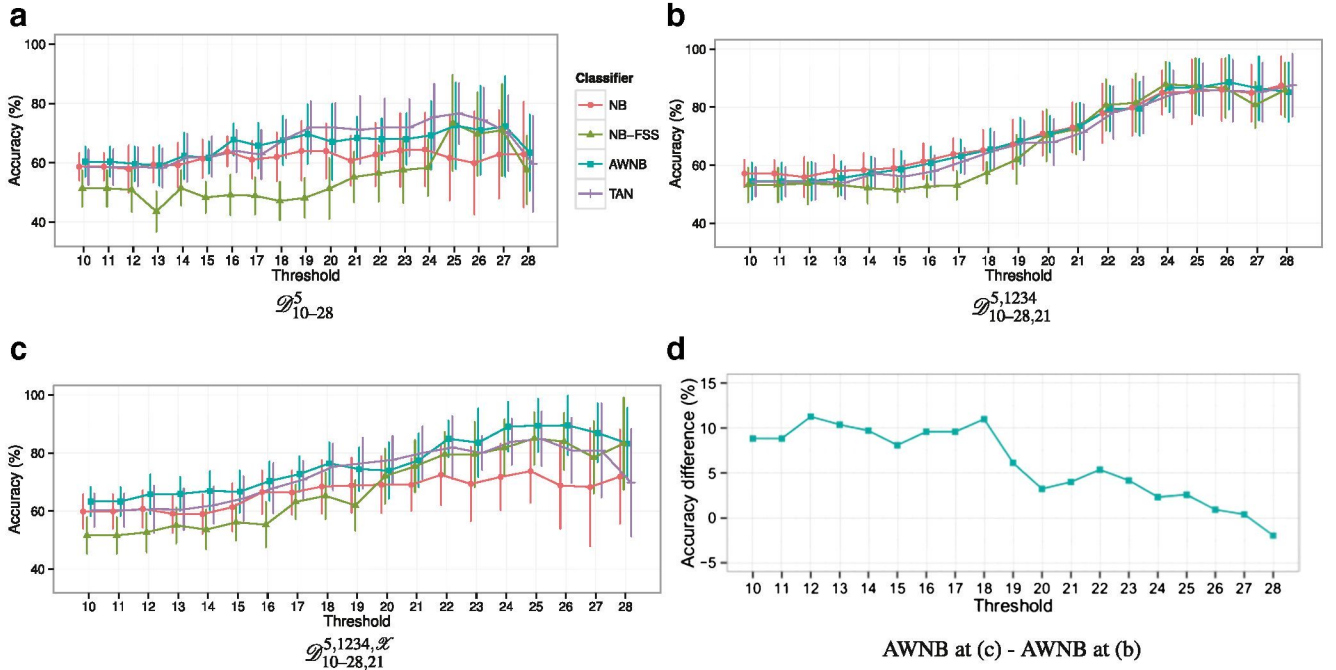 a
100
80
60
40
Accuracy (%)
10 11 12 13 14 15 16 17 18 19 20 21 22 23 24 25 26 27 28
Threshold
𝒟⁵₁₀₋₂₈
Classifier
NB
NB–FSS
AWNB
TAN
b
100
80
60
40
Accuracy (%)
10 11 12 13 14 15 16 17 18 19 20 21 22 23 24 25 26 27 28
Threshold
𝒟^{5,1234}_{10–28,21}
c
100
80
60
40
Accuracy (%)
10 11 12 13 14 15 16 17 18 19 20 21 22 23 24 25 26 27 28
Threshold
𝒟^{5,1234,𝒳}_{10–28,21}
d
15
10
5
0
−5
Accuracy difference (%)
10 11 12 13 14 15 16 17 18 19 20 21 22 23 24 25 26 27 28
Threshold
AWNB at (c) - AWNB at (b)